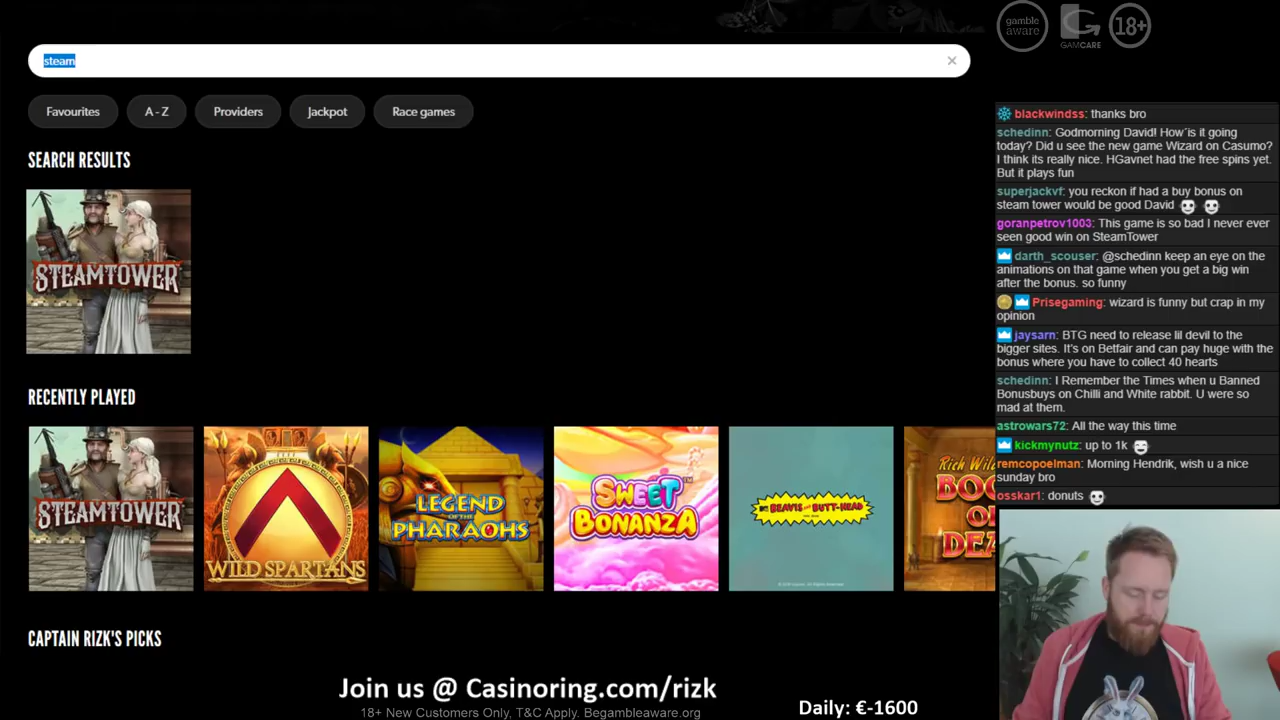 gamble
aware
GAMCARE
18+
steam
×
Favourites
A - Z
Providers
Jackpot
Race games
SEARCH RESULTS
STEAMTOWER
RECENTLY PLAYED
STEAMTOWER
WILD SPARTANS
LEGEND
OF THE
PHARAOHS
SWEET
BONANZA
BEAVIS AND BUTT-HEAD
Rich Wil
BOO
OF
DEA
CAPTAIN RIZK'S PICKS
Join us @ Casinoring.com/rizk
18+ New Customers Only, T&C Apply. Begambleaware.org
Daily: €-1600
blackwindss: thanks bro
schedinn: Godmorning David! How´is it going
today? Did u see the new game Wizard on Casumo?
I think its really nice. HGavnet had the free spins yet.
But it plays fun
superjackvf: you reckon if had a buy bonus on
steam tower would be good David
goranpetrov1003: This game is so bad I never ever
seen good win on SteamTower
darth_scouser: @schedinn keep an eye on the
animations on that game when you get a big win
after the bonus. so funny
Prisegaming: wizard is funny but crap in my
opinion
jaysarn: BTG need to release lil devil to the
bigger sites. It's on Betfair and can pay huge with the
bonus where you have to collect 40 hearts
schedinn: I Remember the Times when u Banned
Bonusbuys on Chilli and White rabbit. U were so
mad at them.
astrowars72: All the way this time
kickmynutz: up to 1k
remcopoelman: Morning Hendrik, wish u a nice
sunday bro
osskar1: donuts